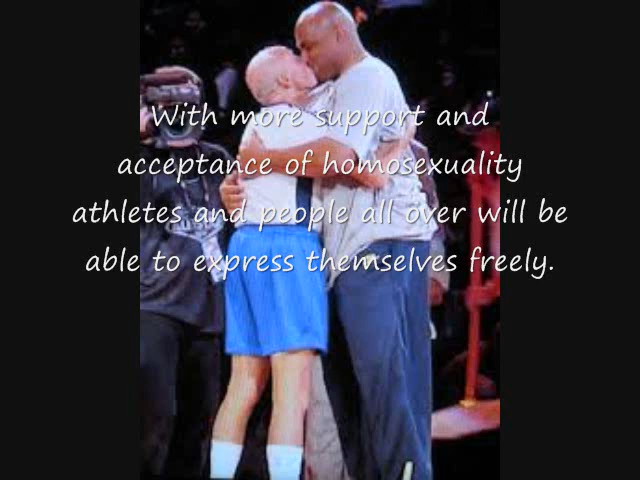 With more support and
acceptance of homosexuality
athletes and people all over will be
able to express themselves freely.